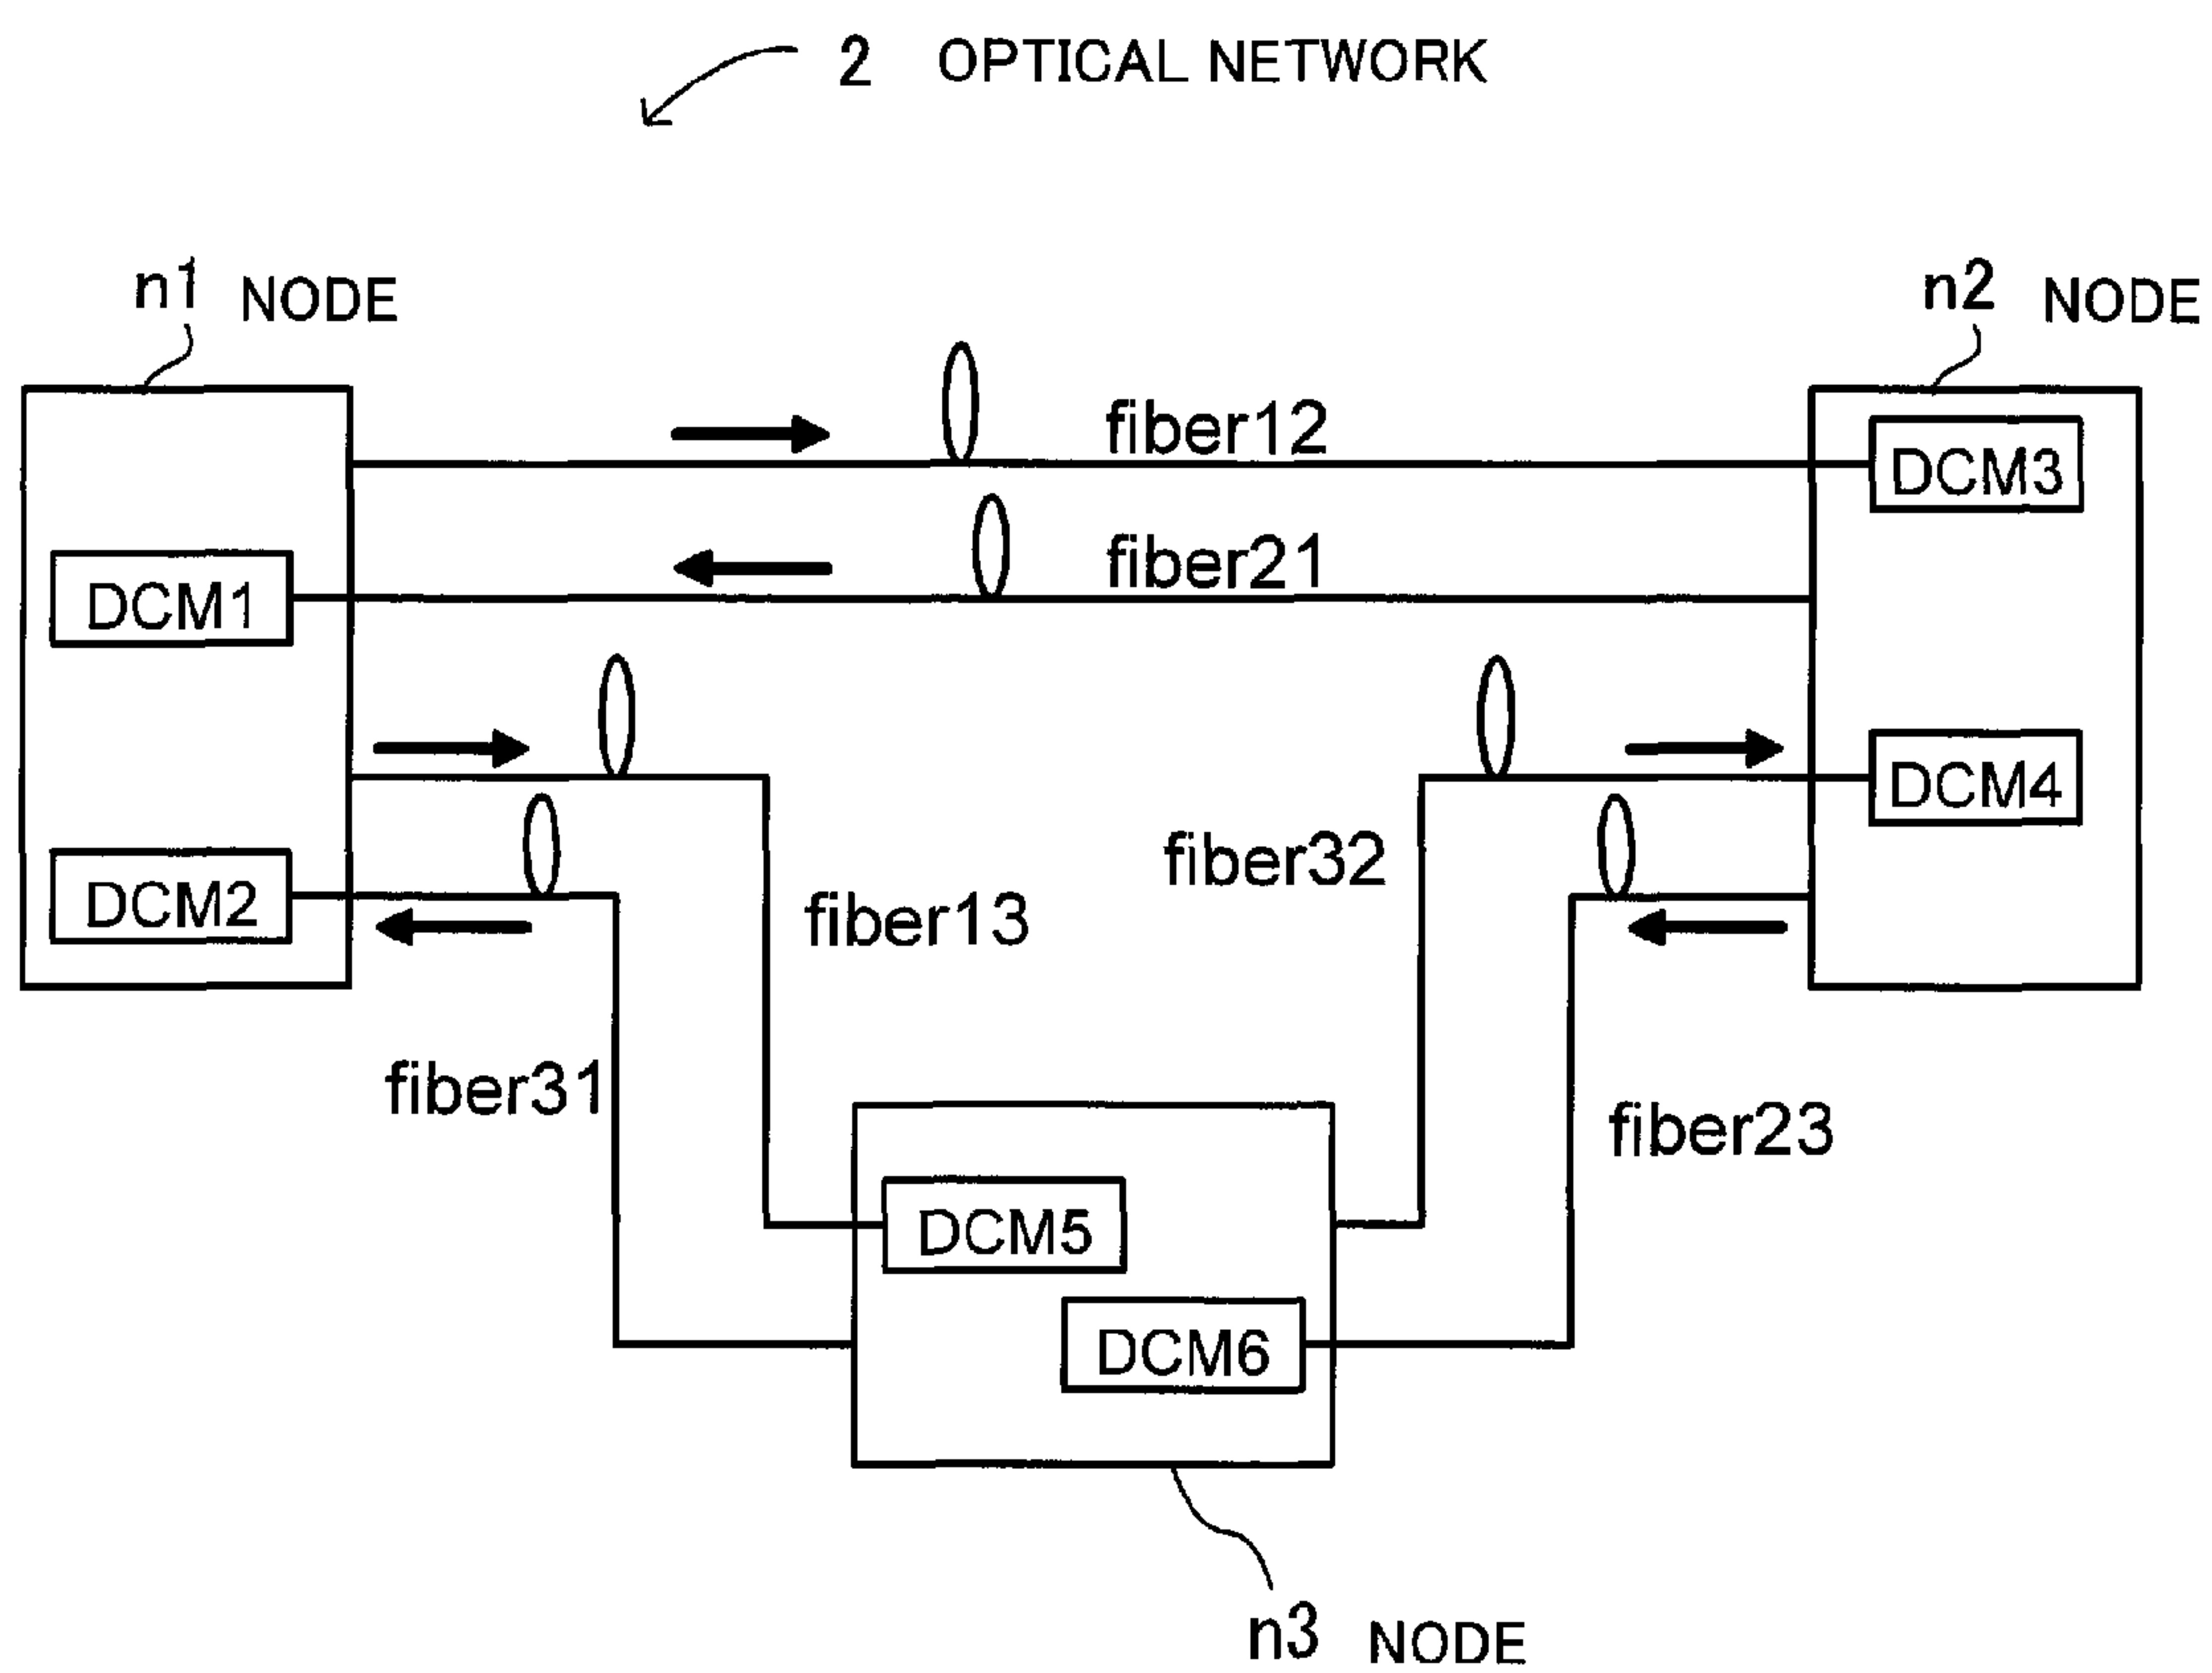 2 OPTICAL NETWORK
n1 NODE
n2 NODE
fiber12
DCM3
fiber21
DCM1
DCM4
fiber32
DCM2
fiber13
fiber31
fiber23
DCM5
DCM6
n3 NODE